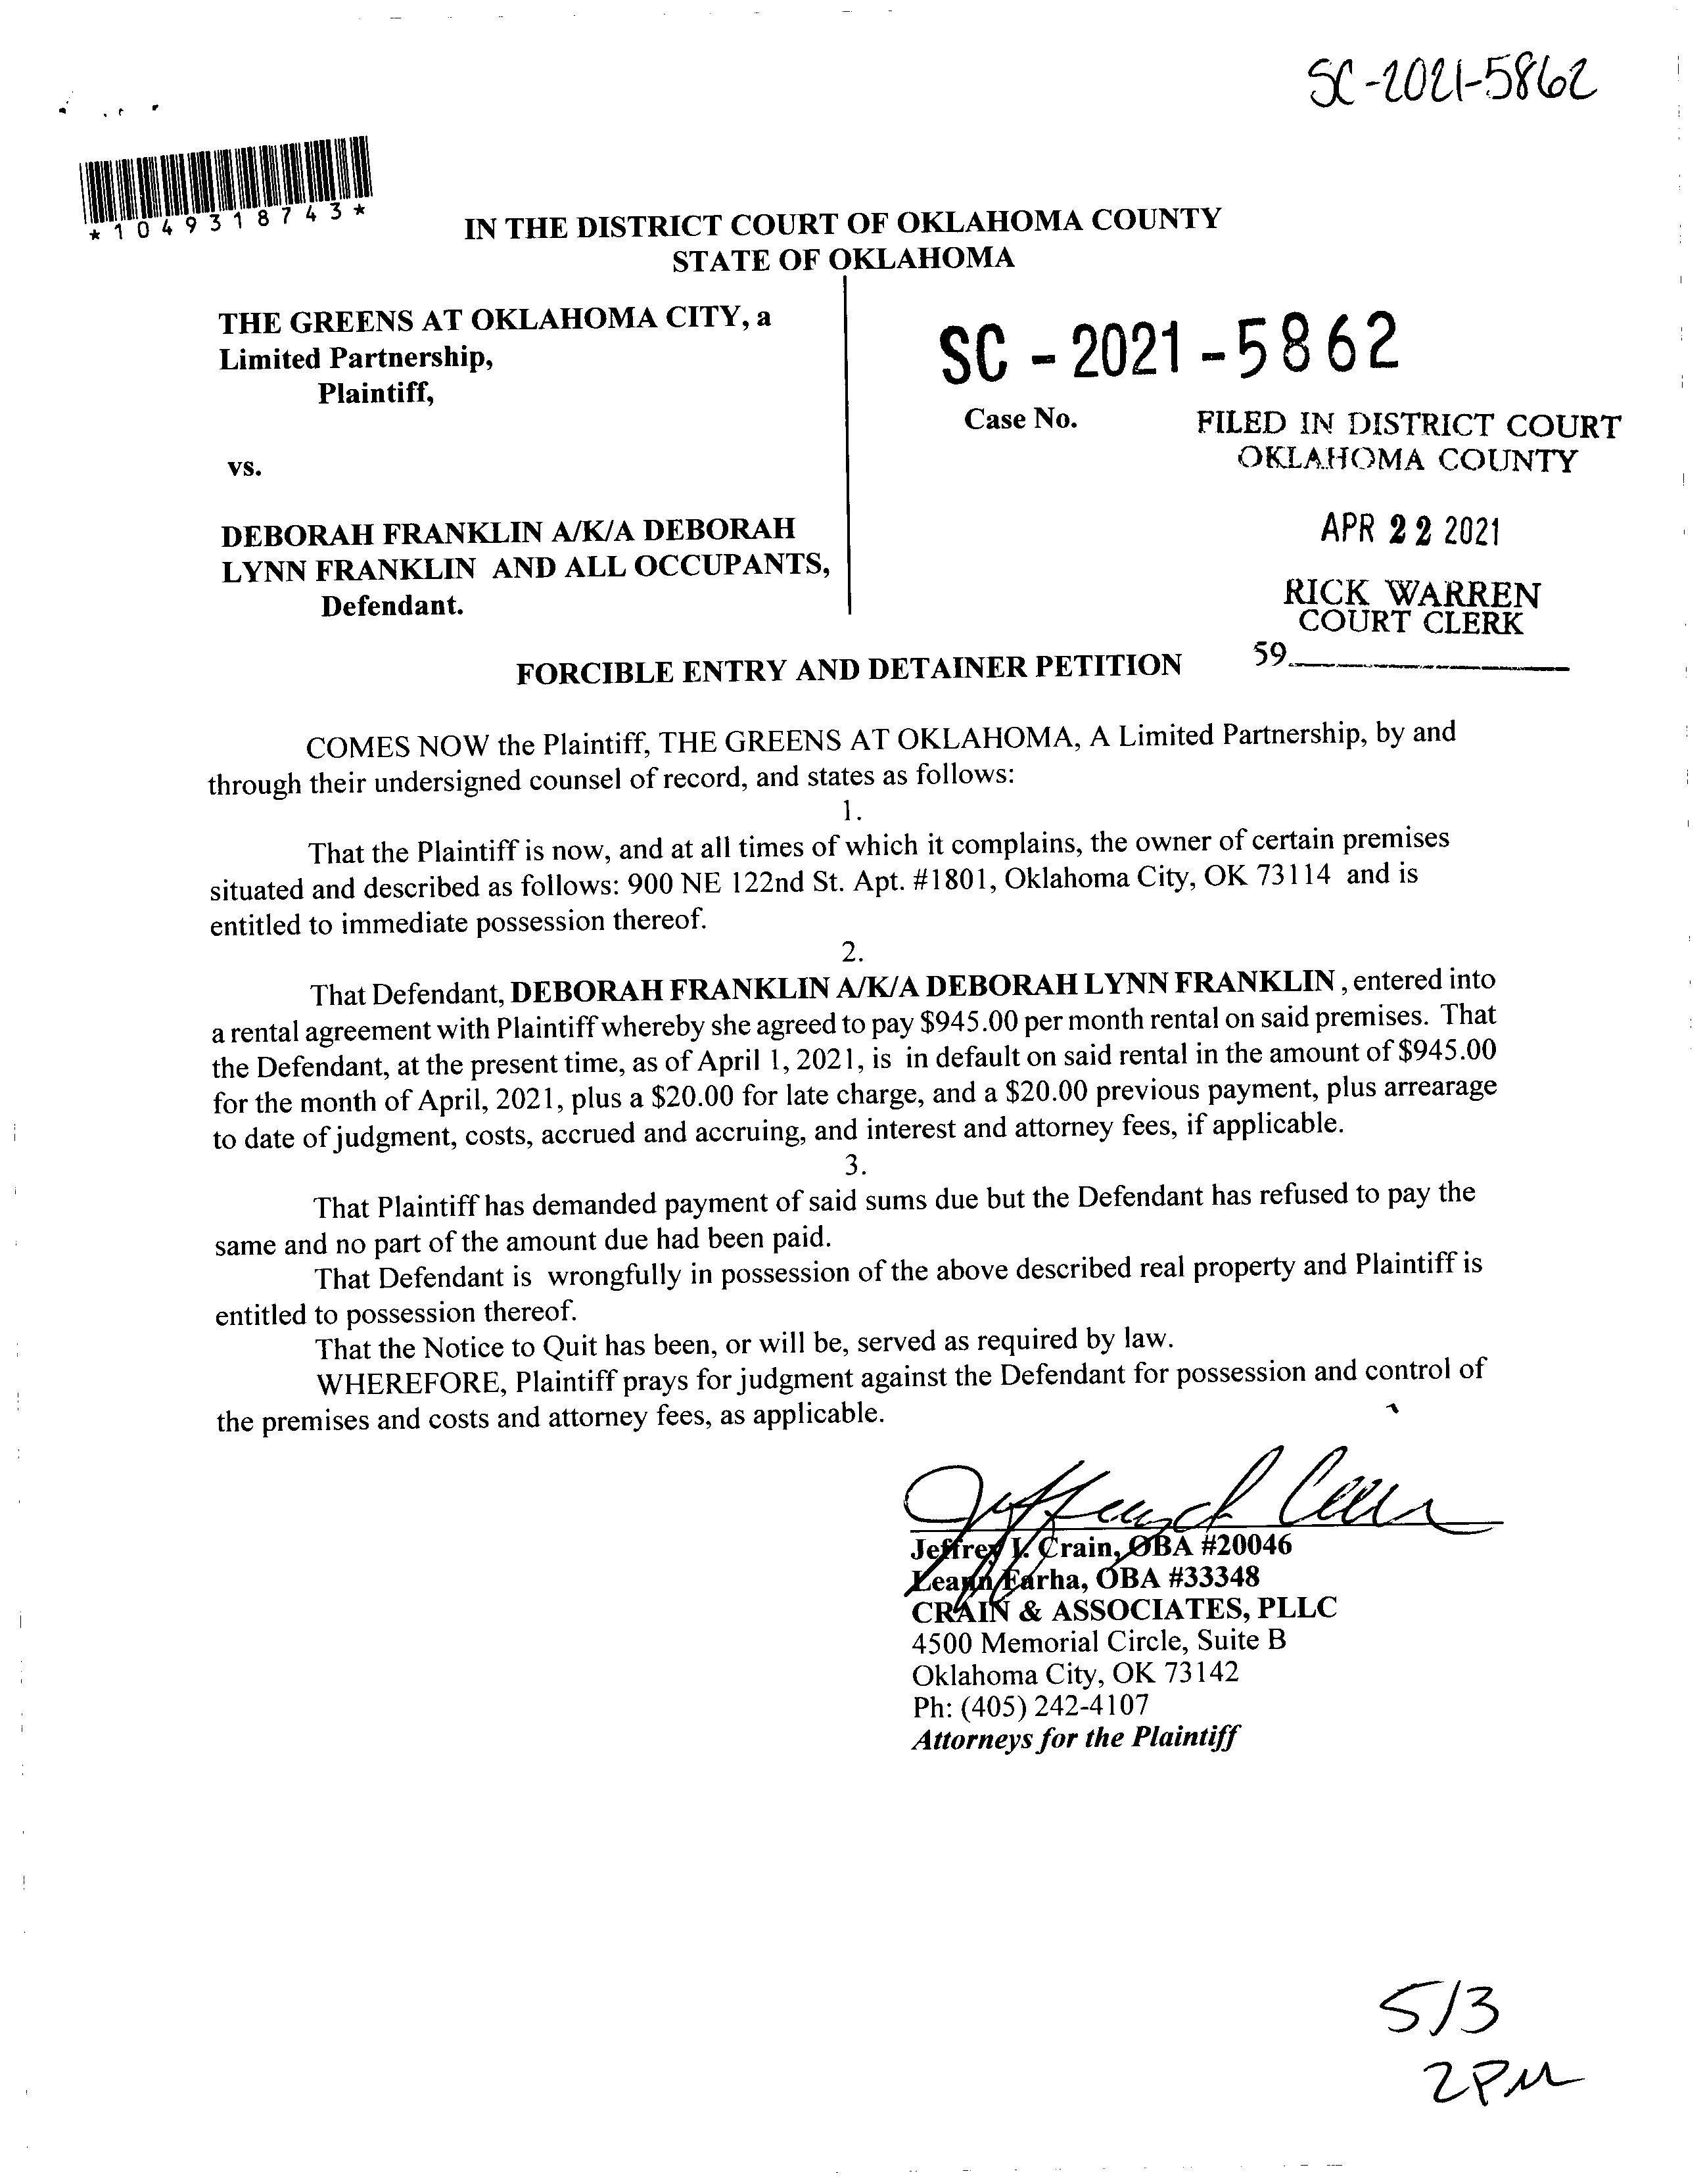 SC-2021-5862
*1049318743*
IN THE DISTRICT COURT OF OKLAHOMA COUNTY
STATE OF OKLAHOMA
THE GREENS AT OKLAHOMA CITY, a
Limited Partnership,
Plaintiff,
vs.
DEBORAH FRANKLIN A/K/A DEBORAH
LYNN FRANKLIN AND ALL OCCUPANTS,
Defendant.
SC - 2021 - 5862
Case No.
FILED IN DISTRICT COURT
OKLAHOMA COUNTY
APR 22 2021
RICK WARREN
COURT CLERK
59
FORCIBLE ENTRY AND DETAINER PETITION
COMES NOW the Plaintiff, THE GREENS AT OKLAHOMA, A Limited Partnership, by and
through their undersigned counsel of record, and states as follows:
1.
That the Plaintiff is now, and at all times of which it complains, the owner of certain premises
situated and described as follows: 900 NE 122nd St. Apt. #1801, Oklahoma City, OK 73114 and is
entitled to immediate possession thereof.
2.
That Defendant, DEBORAH FRANKLIN A/K/A DEBORAH LYNN FRANKLIN , entered into
a rental agreement with Plaintiff whereby she agreed to pay $945.00 per month rental on said premises. That
the Defendant, at the present time, as of April 1, 2021, is in default on said rental in the amount of $945.00
for the month of April, 2021, plus a $20.00 for late charge, and a $20.00 previous payment, plus arrearage
to date of judgment, costs, accrued and accruing, and interest and attorney fees, if applicable.
3.
That Plaintiff has demanded payment of said sums due but the Defendant has refused to pay the
same and no part of the amount due had been paid.
That Defendant is wrongfully in possession of the above described real property and Plaintiff is
entitled to possession thereof.
That the Notice to Quit has been, or will be, served as required by law.
WHEREFORE, Plaintiff prays for judgment against the Defendant for possession and control of
the premises and costs and attorney fees, as applicable.
Jeffrey Crain, OBA #20046
Leann Farha, OBA #33348
CRAIN & ASSOCIATES, PLLC
4500 Memorial Circle, Suite B
Oklahoma City, OK 73142
Ph: (405) 242-4107
Attorneys for the Plaintiff
5/3
2PM